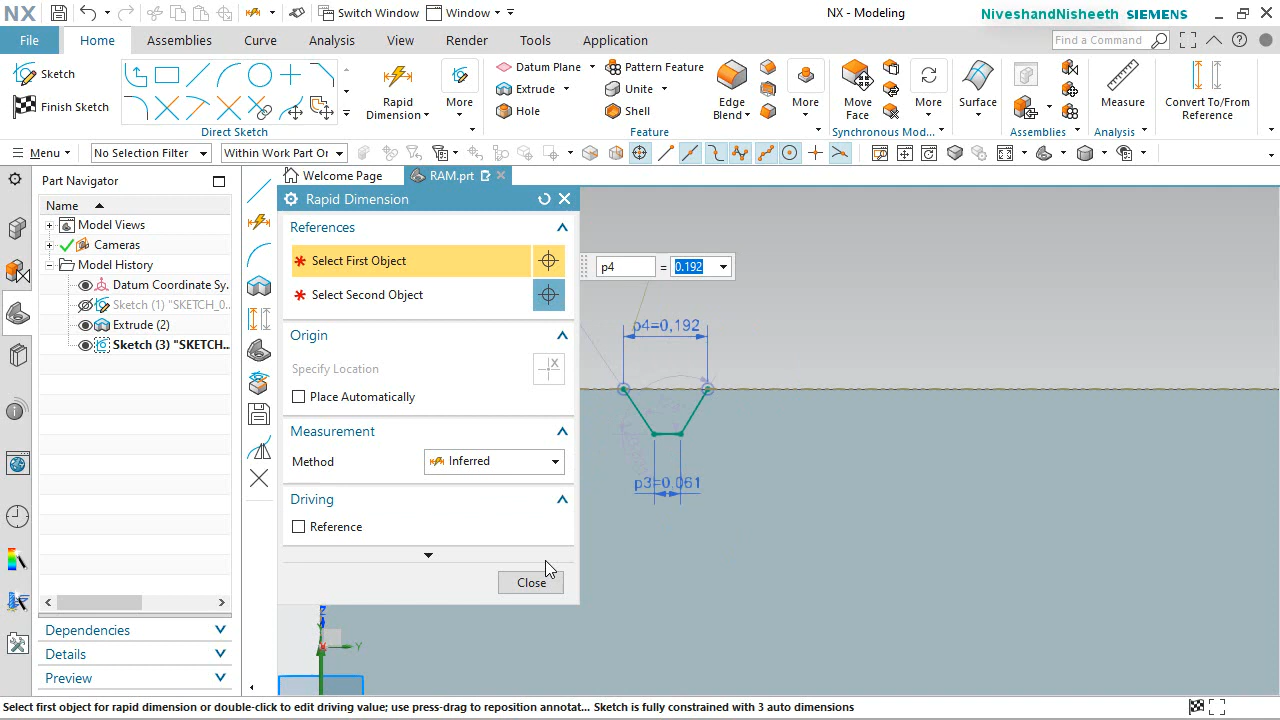 NX Switch Window Window NX - Modeling NiveshandNisheeth SIEMENS
File Home Assemblies Curve Analysis View Render Tools Application Find a Command
Sketch
Finish Sketch
Direct Sketch
Rapid Dimension
More
Datum Plane
Extrude
Hole
Pattern Feature
Unite
Shell
Edge Blend
More
Feature
Move Face
More
Synchronous Mod...
Surface
Assemblies
Measure
Analysis
Convert To/From Reference
Menu No Selection Filter Within Work Part Or
Part Navigator
Name
Model Views
Cameras
Model History
Datum Coordinate Sy...
Sketch (1) "SKETCH_0...
Extrude (2)
Sketch (3) "SKETCH...
Dependencies
Details
Preview
Welcome Page RAM.prt
Rapid Dimension
References
Select First Object
Select Second Object
Origin
Specify Location
Place Automatically
Measurement
Method Inferred
Driving
Reference
Close
p4 = 0.192
p4=0,192
p3=0.061
Z
Y
Select first object for rapid dimension or double-click to edit driving value; use press-drag to reposition annotat... Sketch is fully constrained with 3 auto dimensions